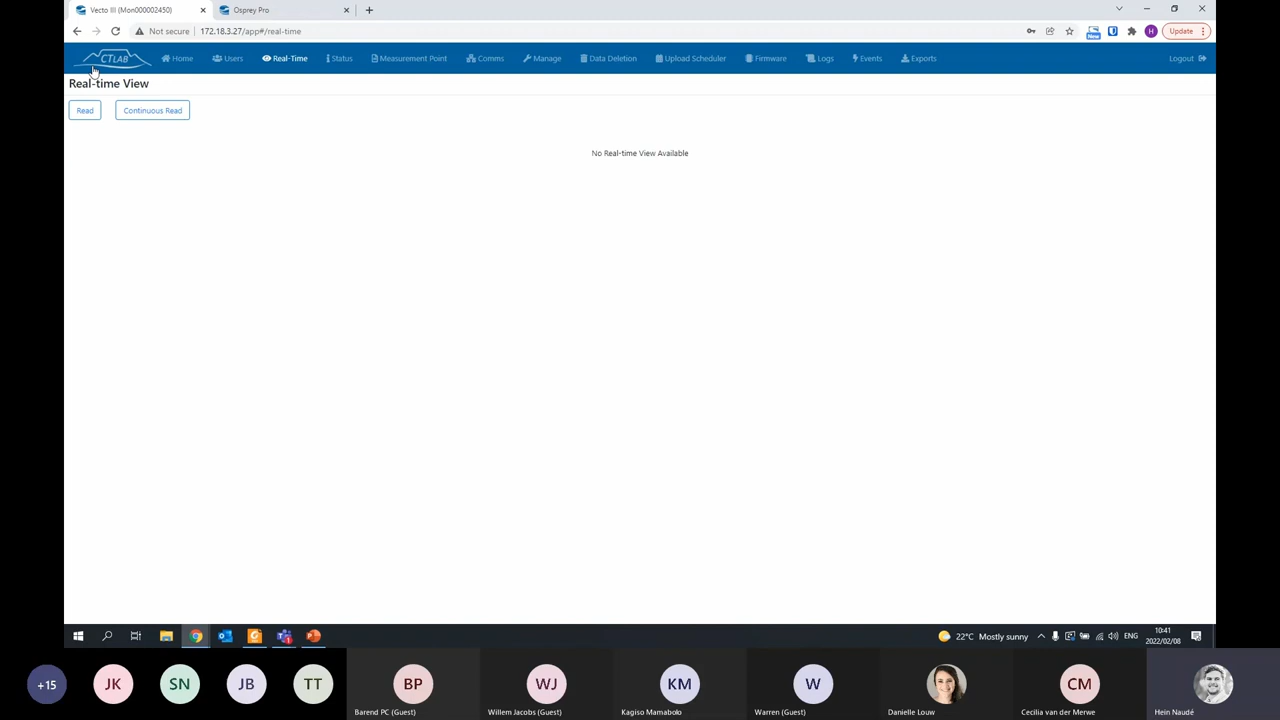 Vecto III (Mon000002450)
Osprey Pro
Not secure
172.18.3.27/app#/real-time
New
H
Update
CTLAB
Home
Users
Real-Time
Status
Measurement Point
Comms
Manage
Data Deletion
Upload Scheduler
Firmware
Logs
Events
Exports
Logout
Real-time View
Read
Continuous Read
No Real-time View Available
22°C Mostly sunny
ENG
10:41
2022/02/08
+15
JK
SN
JB
TT
BP
Barend PC (Guest)
WJ
Willem Jacobs (Guest)
KM
Kagiso Mamabolo
W
Warren (Guest)
Danielle Louw
CM
Cecilia van der Merwe
Hein Naudé